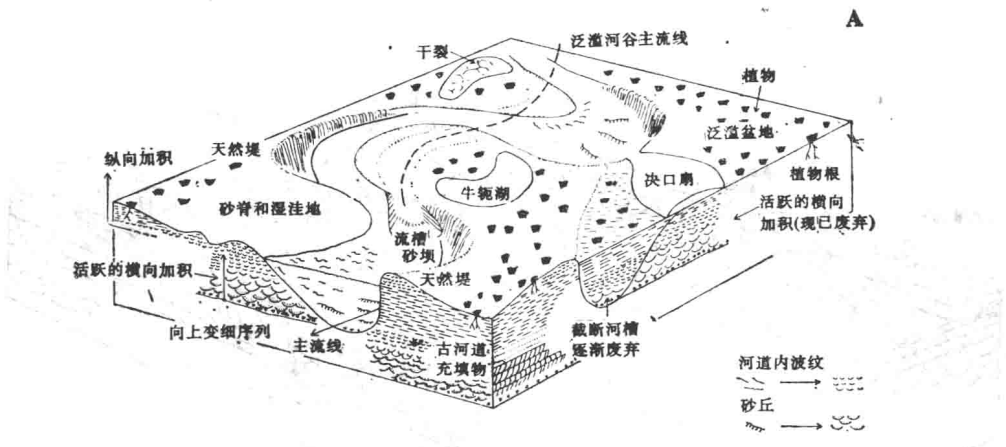 A
干裂
泛滥河谷主流线
植物
泛滥盆地
纵向加积
天然堤
植物根
牛轭湖
决口扇
砂脊和湿洼地
活跃的横向
加积(现已废弃)
流槽
砂坝
活跃的横向加积
天然堤
向上变细序列
主流线
古河道
充填物
截断河槽
逐渐废弃
河道内波纹
砂丘